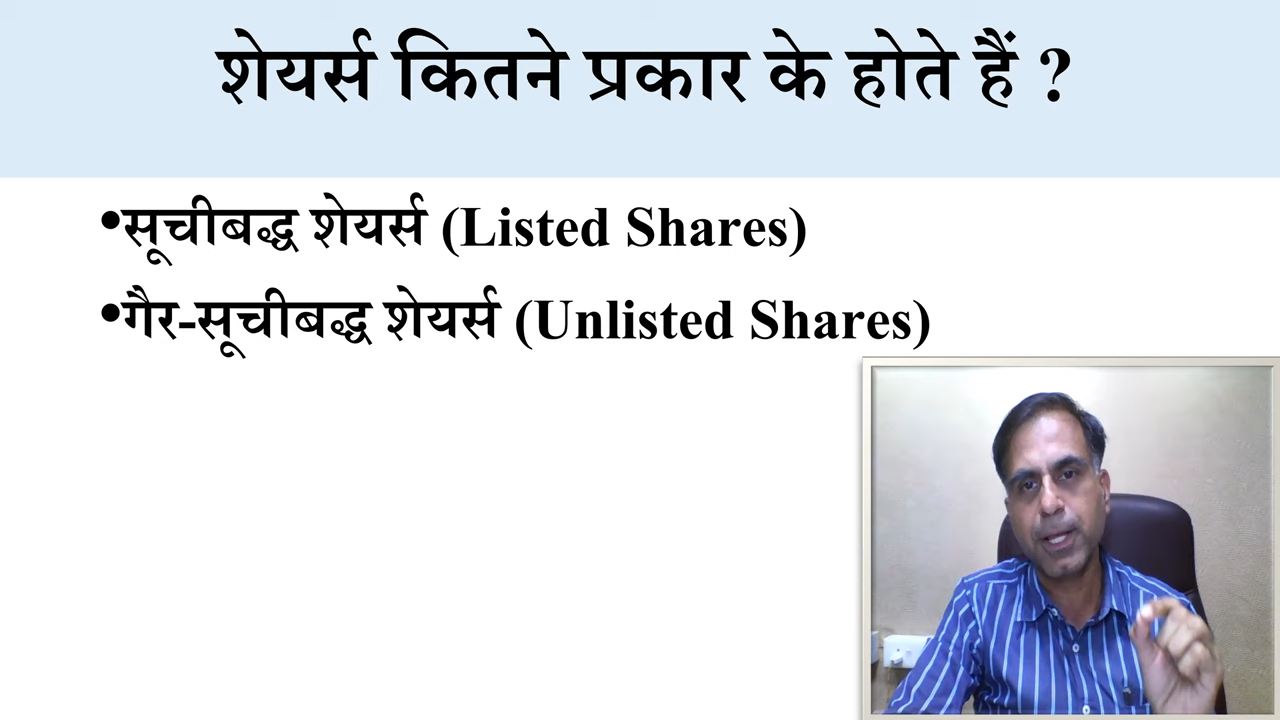 शेयर्स कितने प्रकार के होते हैं ?
•सूचीबद्ध शेयर्स (Listed Shares)
•गैर-सूचीबद्ध शेयर्स (Unlisted Shares)